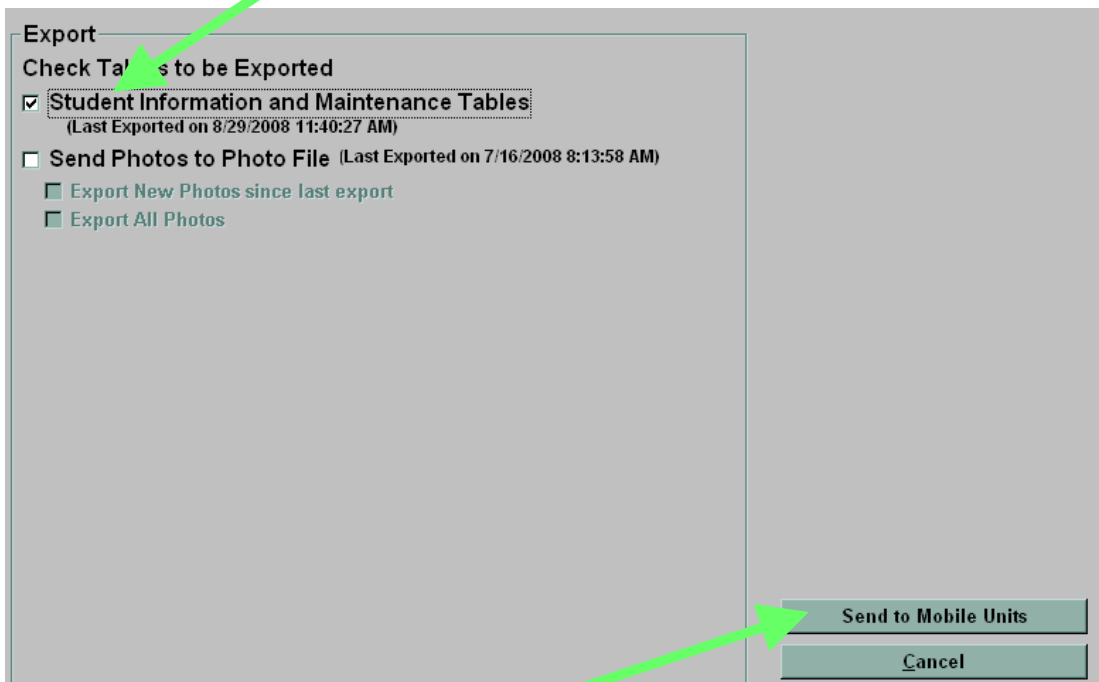 Export
Check Tables to be Exported
Student Information and Maintenance Tables
(Last Exported on 8/29/2008 11:40:27 AM)
Send Photos to Photo File (Last Exported on 7/16/2008 8:13:58 AM)
Export New Photos since last export
Export All Photos
Send to Mobile Units
Cancel